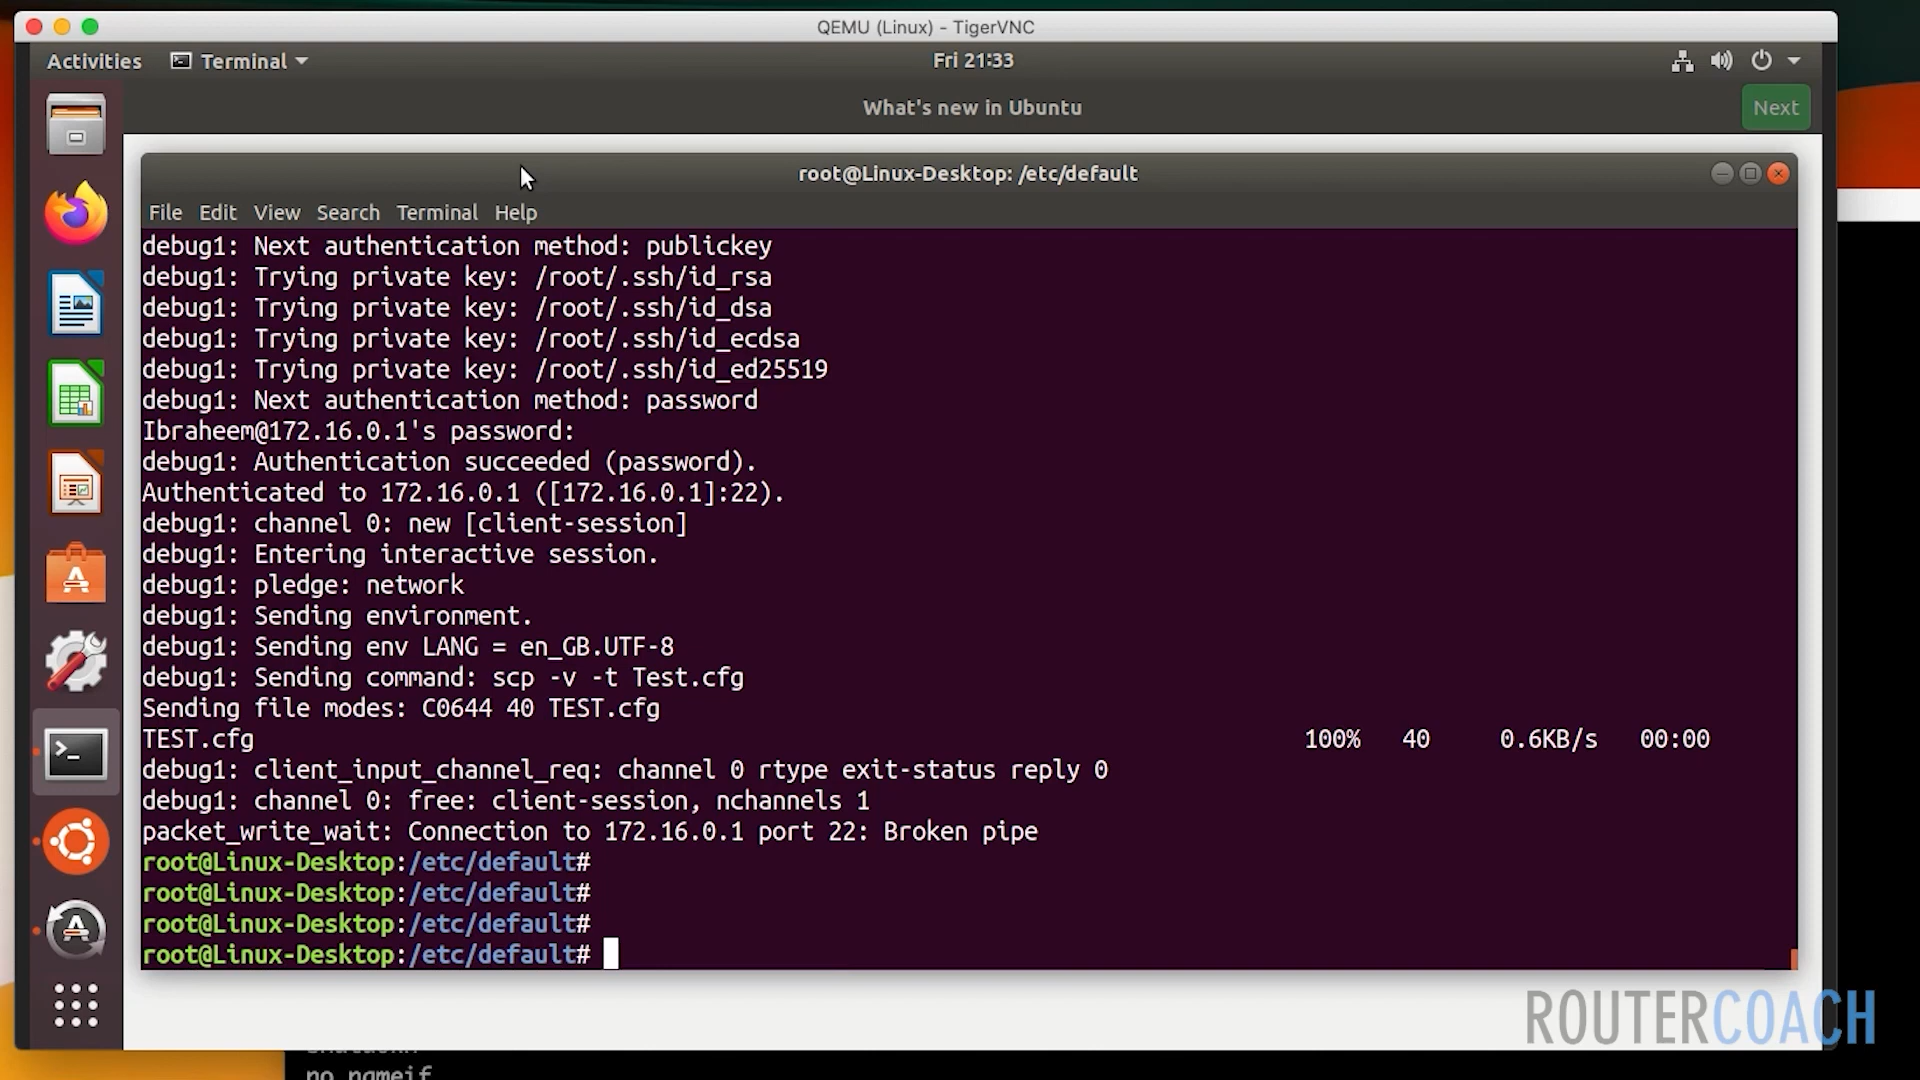 QEMU (Linux) - TigerVNC
Activities Terminal Fri 21:33
What's new in Ubuntu Next
root@Linux-Desktop: /etc/default
File Edit View Search Terminal Help
debug1: Next authentication method: publickey
debug1: Trying private key: /root/.ssh/id_rsa
debug1: Trying private key: /root/.ssh/id_dsa
debug1: Trying private key: /root/.ssh/id_ecdsa
debug1: Trying private key: /root/.ssh/id_ed25519
debug1: Next authentication method: password
Ibraheem@172.16.0.1's password:
debug1: Authentication succeeded (password).
Authenticated to 172.16.0.1 ([172.16.0.1]:22).
debug1: channel 0: new [client-session]
debug1: Entering interactive session.
debug1: pledge: network
debug1: Sending environment.
debug1: Sending env LANG = en_GB.UTF-8
debug1: Sending command: scp -v -t Test.cfg
Sending file modes: C0644 40 TEST.cfg
TEST.cfg 100% 40 0.6KB/s 00:00
debug1: client_input_channel_req: channel 0 rtype exit-status reply 0
debug1: channel 0: free: client-session, nchannels 1
packet_write_wait: Connection to 172.16.0.1 port 22: Broken pipe
root@Linux-Desktop:/etc/default#
root@Linux-Desktop:/etc/default#
root@Linux-Desktop:/etc/default#
root@Linux-Desktop:/etc/default#
ROUTERCOACH
no nameif